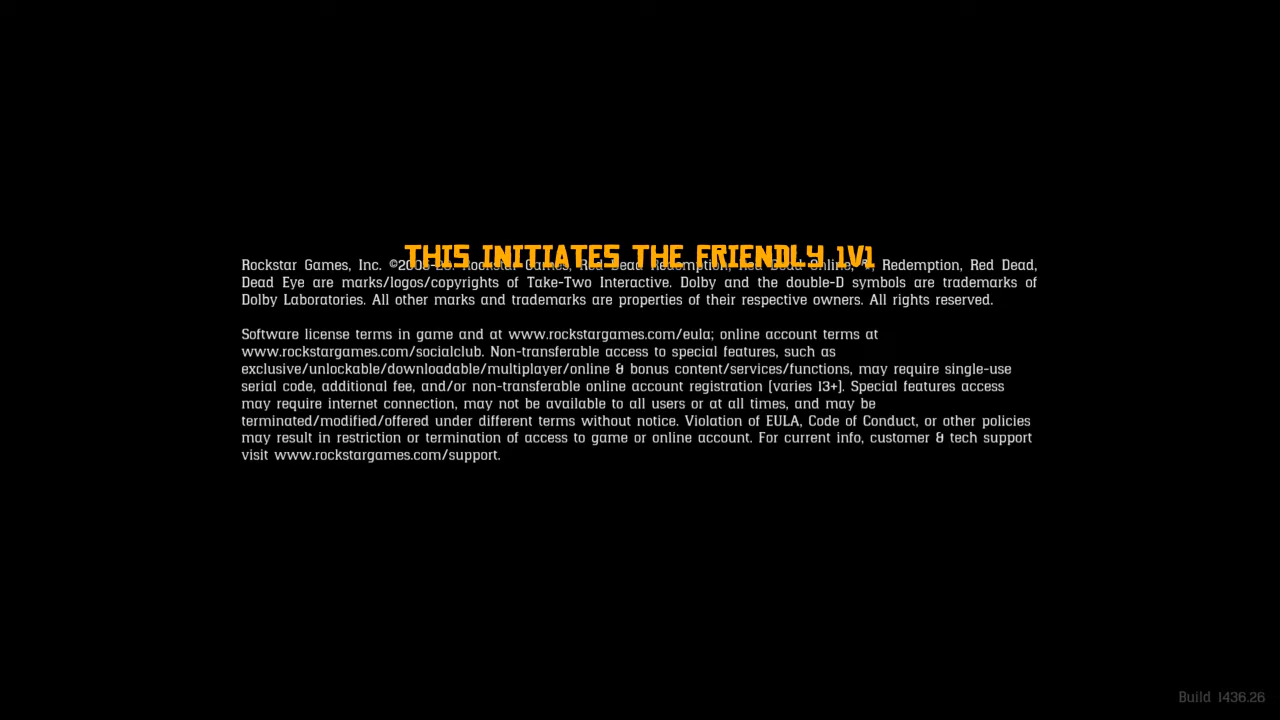 THIS INITIATES THE FRIENDLY 1V1
Rockstar Games, Inc. Rockstar Games, Red Dead Redemption, Red Dead Online, ®, Redemption, Red Dead,
Dead Eye are marks/logos/copyrights of Take-Two Interactive. Dolby and the double-D symbols are trademarks of
Dolby Laboratories. All other marks and trademarks are properties of their respective owners. All rights reserved.
Software license terms in game and at www.rockstargames.com/eula; online account terms at
www.rockstargames.com/socialclub. Non-transferable access to special features, such as
exclusive/unlockable/downloadable/multiplayer/online & bonus content/services/functions, may require single-use
serial code, additional fee, and/or non-transferable online account registration (varies 13+). Special features access
may require internet connection, may not be available to all users or at all times, and may be
terminated/modified/offered under different terms without notice. Violation of EULA, Code of Conduct, or other policies
may result in restriction or termination of access to game or online account. For current info, customer & tech support
visit www.rockstargames.com/support.
Build 1436.26